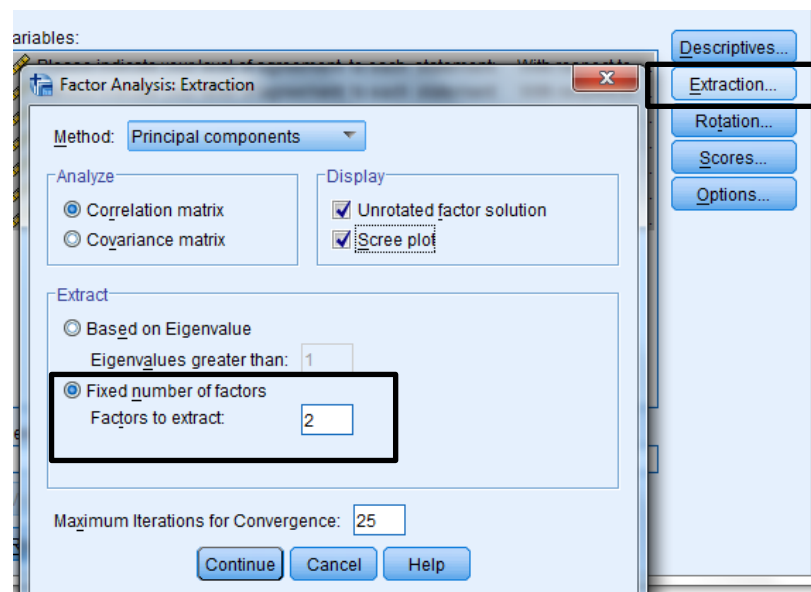 ariables:
Descriptives...
Factor Analysis: Extraction
Extraction...
Method: Principal components
Rotation...
Scores...
Options...
Analyze
Display
Correlation matrix
Unrotated factor solution
Covariance matrix
Scree plot
Extract
Based on Eigenvalue
Eigenvalues greater than: 1
Fixed number of factors
Factors to extract: 2
Maximum Iterations for Convergence: 25
Continue Cancel Help